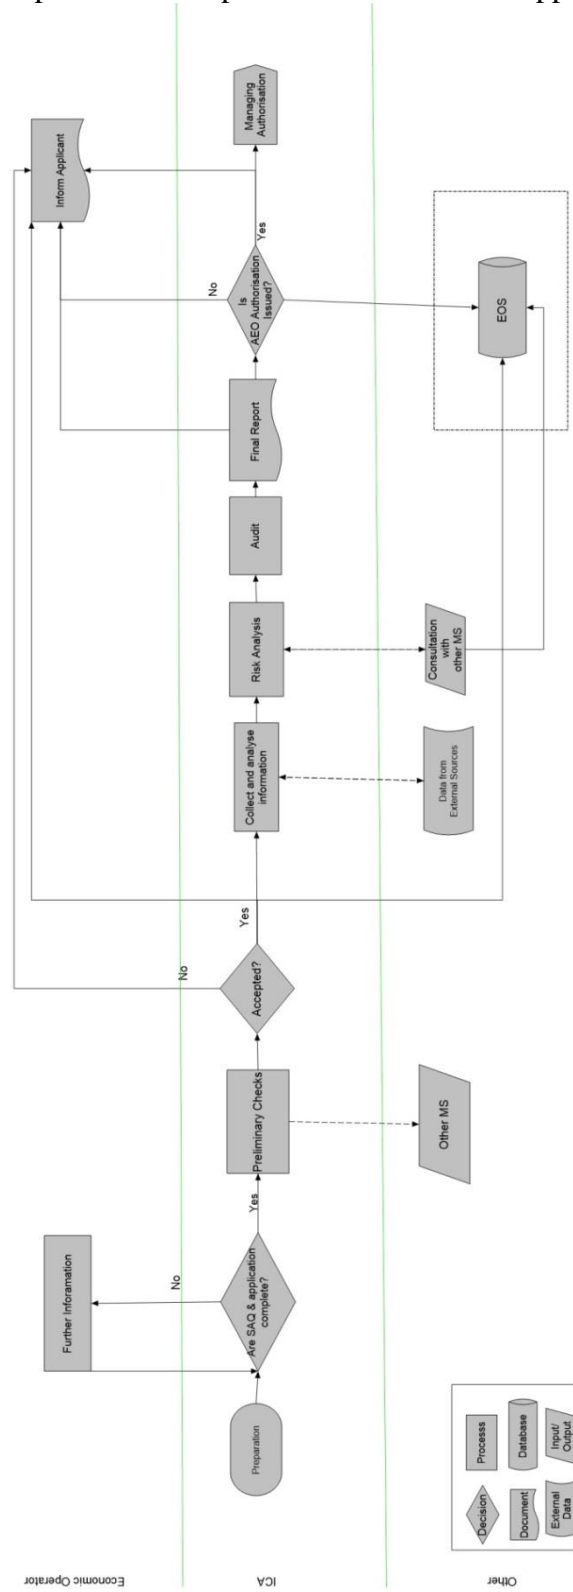 Economic Operator
Further Inforamation
Inform Applicant
ICA
Preparation
Are SAQ & application
complete?
No
Yes
Preliminary Checks
Accepted?
No
Yes
Collect and analyse
information
Risk Analysis
Audit
Final Report
Is
AEO Authorisation
Issued?
No
Yes
Managing
Authorisation
Other
Other MS
Data from
External Sources
Consultation
with
other MS
EOS
Decision
Processs
Document
Database
External
Data
Input/
Output